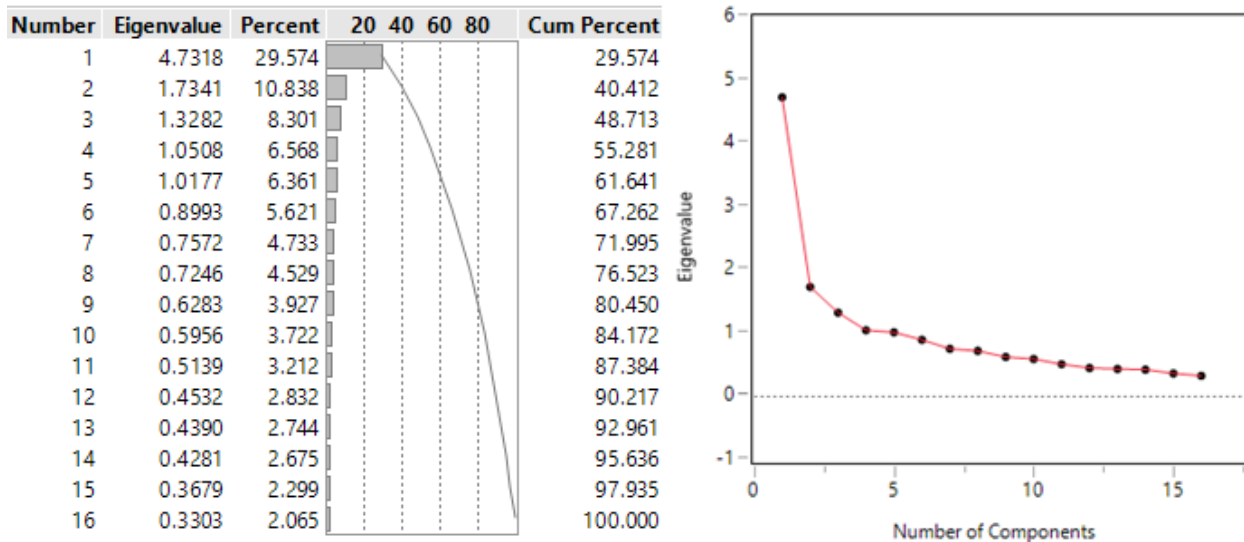 Number Eigenvalue Percent 20 40 60 80 Cum Percent
1 4.7318 29.574 29.574
2 1.7341 10.838 40.412
3 1.3282 8.301 48.713
4 1.0508 6.568 55.281
5 1.0177 6.361 61.641
6 0.8993 5.621 67.262
7 0.7572 4.733 71.995
8 0.7246 4.529 76.523
9 0.6283 3.927 80.450
10 0.5956 3.722 84.172
11 0.5139 3.212 87.384
12 0.4532 2.832 90.217
13 0.4390 2.744 92.961
14 0.4281 2.675 95.636
15 0.3679 2.299 97.935
16 0.3303 2.065 100.000
6
5
4
3
2
1
0
-1
Eigenvalue
0 5 10 15
Number of Components